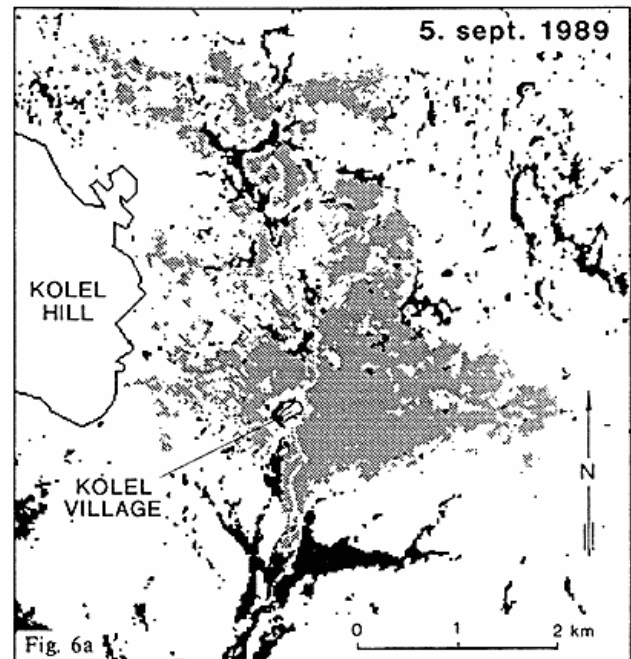 5. sept. 1989
KOLEL
HILL
KOLEL
VILLAGE
N
Fig. 6a
0 1 2 km